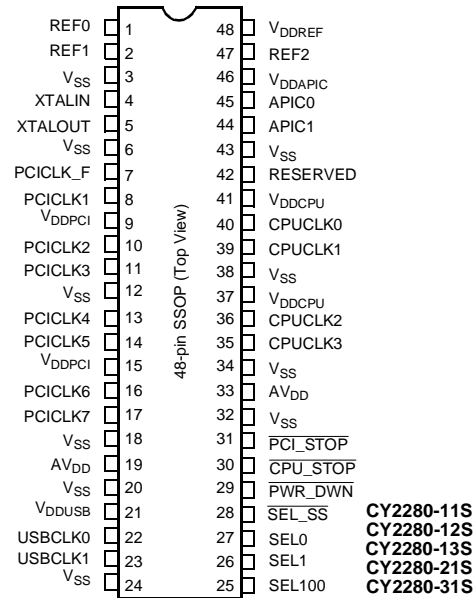 REF0 1 48 VDDREF
REF1 2 47 REF2
VSS 3 46 VDDAPIC
XTALIN 4 45 APIC0
XTALOUT 5 44 APIC1
VSS 6 43 VSS
PCICLK_F 7 42 RESERVED
PCICLK1 8 41 VDDCPU
VDDPCI 9 40 CPUCLK0
PCICLK2 10 39 CPUCLK1
PCICLK3 11 38 VSS
VSS 12 37 VDDCPU
PCICLK4 13 36 CPUCLK2
PCICLK5 14 35 CPUCLK3
VDDPCI 15 34 VSS
PCICLK6 16 33 AVDD
PCICLK7 17 32 VSS
VSS 18 31 PCI_STOP
AVDD 19 30 CPU_STOP
VSS 20 29 PWR_DWN
VDDUSB 21 28 SEL_SS
USBCLK0 22 27 SEL0
USBCLK1 23 26 SEL1
VSS 24 25 SEL100
48-pin SSOP (Top View)
CY2280-11S
CY2280-12S
CY2280-13S
CY2280-21S
CY2280-31S